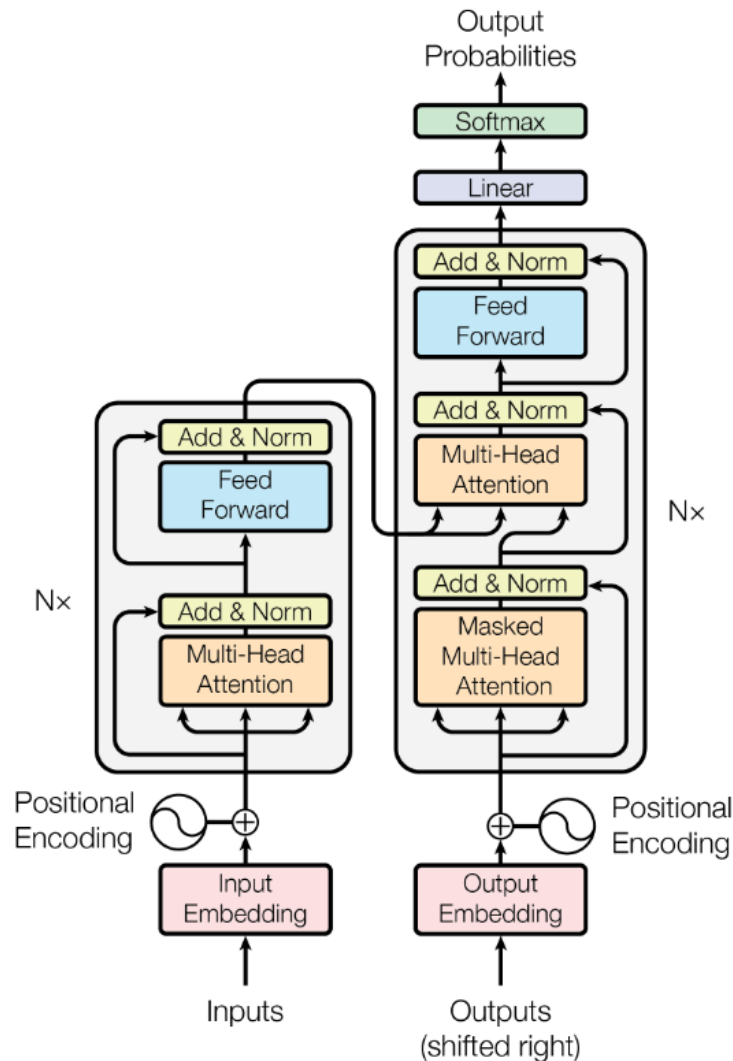 Output
Probabilities
Softmax
Linear
Add & Norm
Feed
Forward
Add & Norm
Multi-Head
Attention
Add & Norm
Masked
Multi-Head
Attention
Nx
Add & Norm
Feed
Forward
Add & Norm
Multi-Head
Attention
Nx
Positional
Encoding
Positional
Encoding
Input
Embedding
Output
Embedding
Inputs
Outputs
(shifted right)